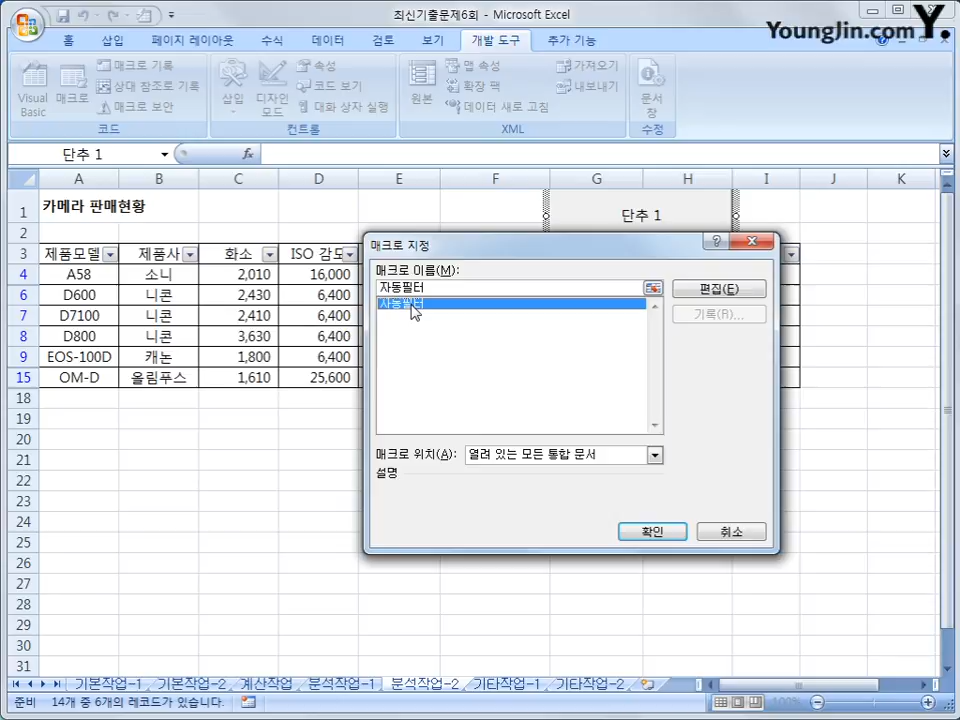 최신기출문제6회 - Microsoft Excel
YoungJin.com Y.
홈 삽입 페이지 레이아웃 수식 데이터 검토 보기 개발 도구 추가 기능
Visual Basic 매크로 매크로 기록 상대 참조로 기록 매크로 보안 코드
삽입 디자인 모드 속성 코드 보기 대화 상자 실행 컨트롤
원본 맵 속성 확장 팩 데이터 새로 고침 가져오기 내보내기 XML
문서 창 수정
단추 1 fx
A B C D E F G H I J K
1 카메라 판매현황 단추 1
2
3 제품모델 제품사 화소 ISO 감도
4 A58 소니 2,010 16,000
6 D600 니콘 2,430 6,400
7 D7100 니콘 2,410 6,400
8 D800 니콘 3,630 6,400
9 EOS-100D 캐논 1,800 6,400
15 OM-D 올림푸스 1,610 25,600
18
19
20
21
22
23
24
25
26
27
28
29
30
31
매크로 지정
매크로 이름(M):
자동필터 편집(E)
자동필터 기록(R)...
매크로 위치(A): 열려 있는 모든 통합 문서
설명
확인 취소
기본작업-1 기본작업-2 계산작업 분석작업-1 분석작업-2 기타작업-1 기타작업-2
준비 14개 중 6개의 레코드가 있습니다. 100%